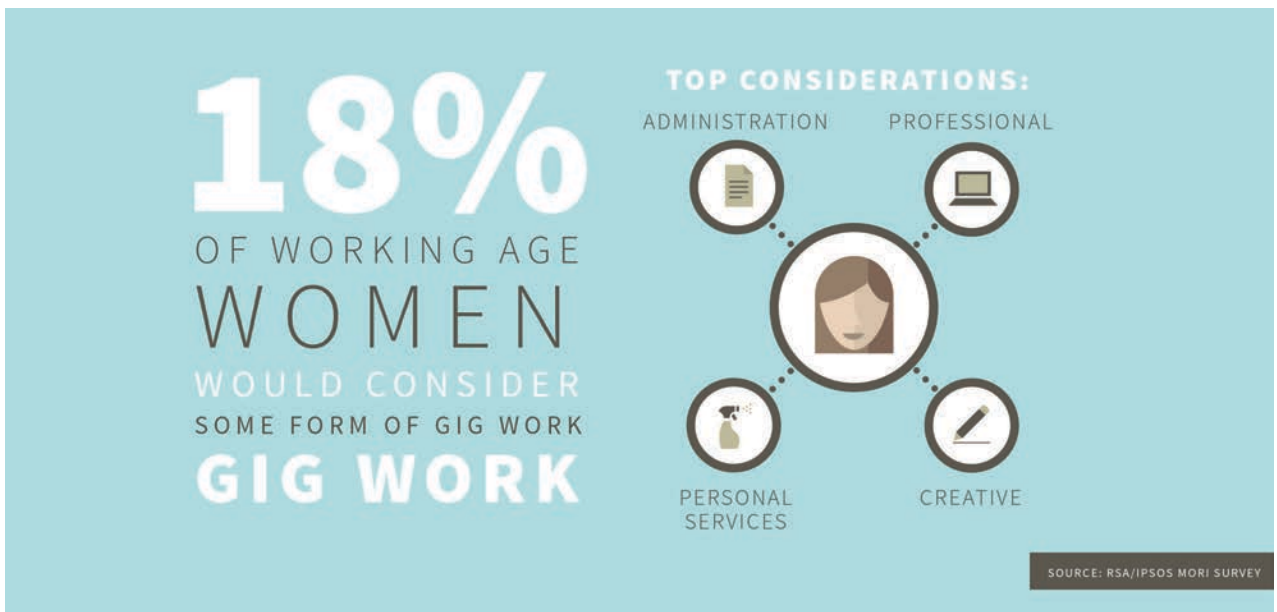 18%
OF WORKING AGE
WOMEN
WOULD CONSIDER
SOME FORM OF GIG WORK
GIG WORK
TOP CONSIDERATIONS:
ADMINISTRATION
PROFESSIONAL
PERSONAL
SERVICES
CREATIVE
SOURCE: RSA/IPSOS MORI SURVEY